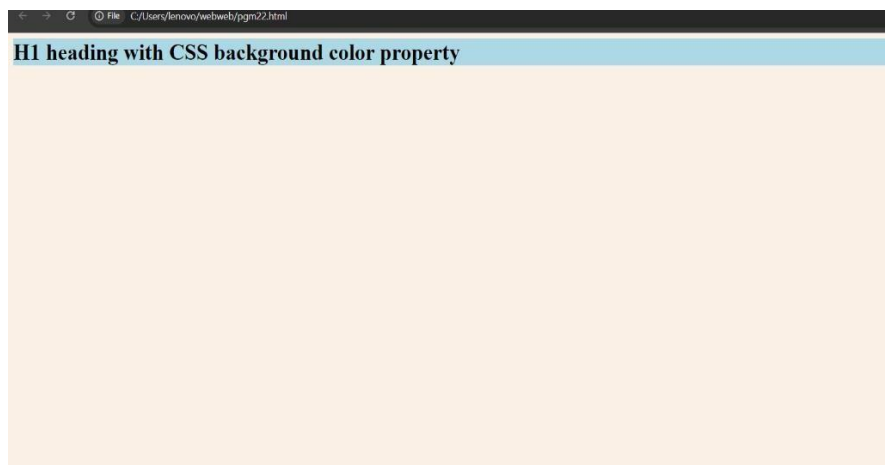 File C:/Users/lenovo/webweb/pgm22.html
H1 heading with CSS background color property